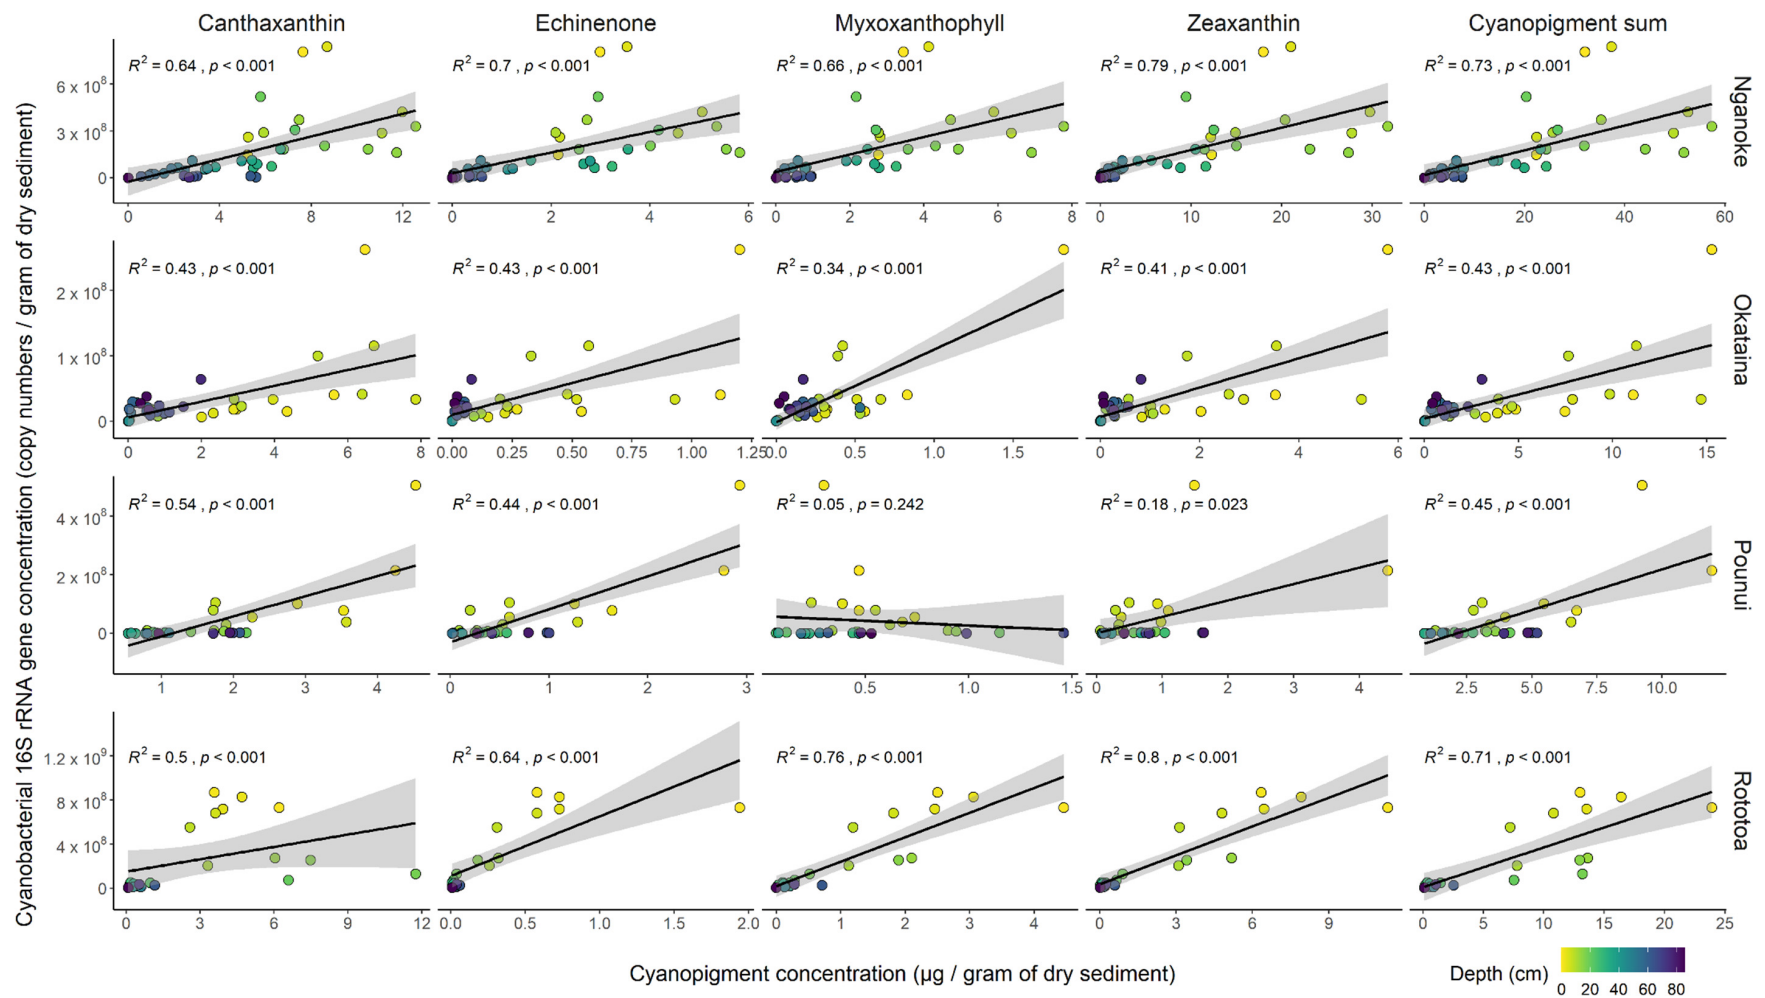 Canthaxanthin Echinenone Myxoxanthophyll Zeaxanthin Cyanopigment sum
Cyanobacterial 16S rRNA gene concentration (copy numbers / gram of dry sediment)
R² = 0.64 , p < 0.001 R² = 0.7 , p < 0.001 R² = 0.66 , p < 0.001 R² = 0.79 , p < 0.001 R² = 0.73 , p < 0.001
6 x 10⁸
3 x 10⁸
0
Nganoke
0 4 8 12 0 2 4 6 0 2 4 6 8 0 10 20 30 0 20 40 60
R² = 0.43 , p < 0.001 R² = 0.43 , p < 0.001 R² = 0.34 , p < 0.001 R² = 0.41 , p < 0.001 R² = 0.43 , p < 0.001
2 x 10⁸
1 x 10⁸
0
Okataina
0 2 4 6 8 0.00 0.25 0.50 0.75 1.00 1.25 0.0 0.5 1.0 1.5 0 2 4 6 0 5 10 15
R² = 0.54 , p < 0.001 R² = 0.44 , p < 0.001 R² = 0.05 , p = 0.242 R² = 0.18 , p = 0.023 R² = 0.45 , p < 0.001
4 x 10⁸
2 x 10⁸
0
Pounui
1 2 3 4 0 1 2 3 0.5 1.0 1.5 0 1 2 3 4 2.5 5.0 7.5 10.0
R² = 0.5 , p < 0.001 R² = 0.64 , p < 0.001 R² = 0.76 , p < 0.001 R² = 0.8 , p < 0.001 R² = 0.71 , p < 0.001
1.2 x 10⁹
8 x 10⁸
4 x 10⁸
0
Rototoa
0 3 6 9 12 0.0 0.5 1.0 1.5 2.0 0 1 2 3 4 0 3 6 9 0 5 10 15 20 25
Cyanopigment concentration (µg / gram of dry sediment)
Depth (cm)
0 20 40 60 80